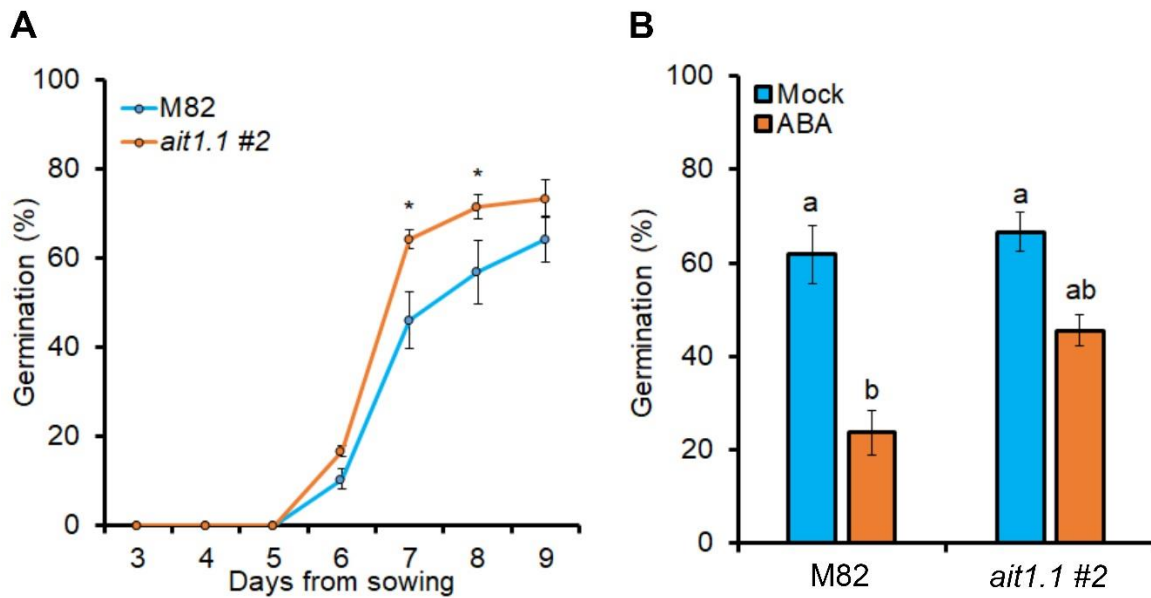 A
Germination (%)
100
80
60
40
20
0
M82
ait1.1 #2
*
*
3 4 5 6 7 8 9
Days from sowing
B
Germination (%)
100
80
60
40
20
0
Mock
ABA
a
b
a
ab
M82 ait1.1 #2